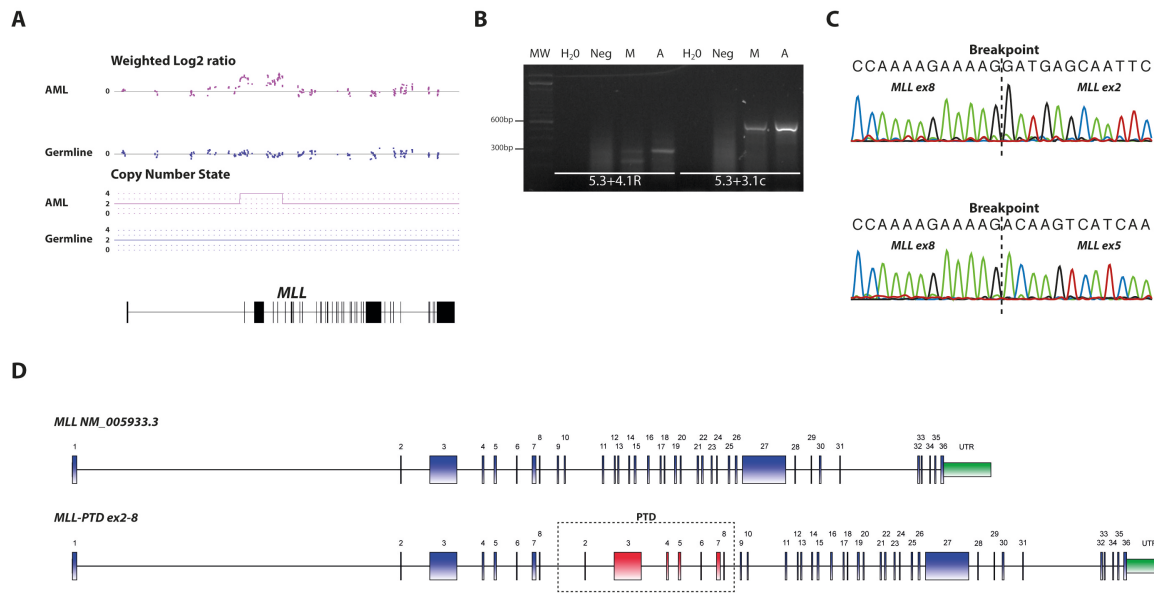 A
Weighted Log2 ratio
AML
0
Germline
0
Copy Number State
AML
4
2
0
Germline
4
2
0
MLL
B
MW H₂0 Neg M A H₂0 Neg M A
600bp
300bp
5.3+4.1R 5.3+3.1c
C
Breakpoint
CCAAAAGAAAAGGATGAGCAATTC
MLL ex8 MLL ex2
Breakpoint
CCAAAAGAAAAGACAAGTCATCAA
MLL ex8 MLL ex5
D
MLL NM_005933.3
1 2 3 4 5 6 7 8 9 10 11 12 13 14 15 16 17 18 19 20 21 22 23 24 25 26 27 28 29 30 31 32 33 34 35 36 UTR
MLL-PTD ex2-8
PTD
1 2 3 4 5 6 7 8 2 3 4 5 6 7 8 9 10 11 12 13 14 15 16 17 18 19 20 21 22 23 24 25 26 27 28 29 30 31 32 33 34 35 36 UTR